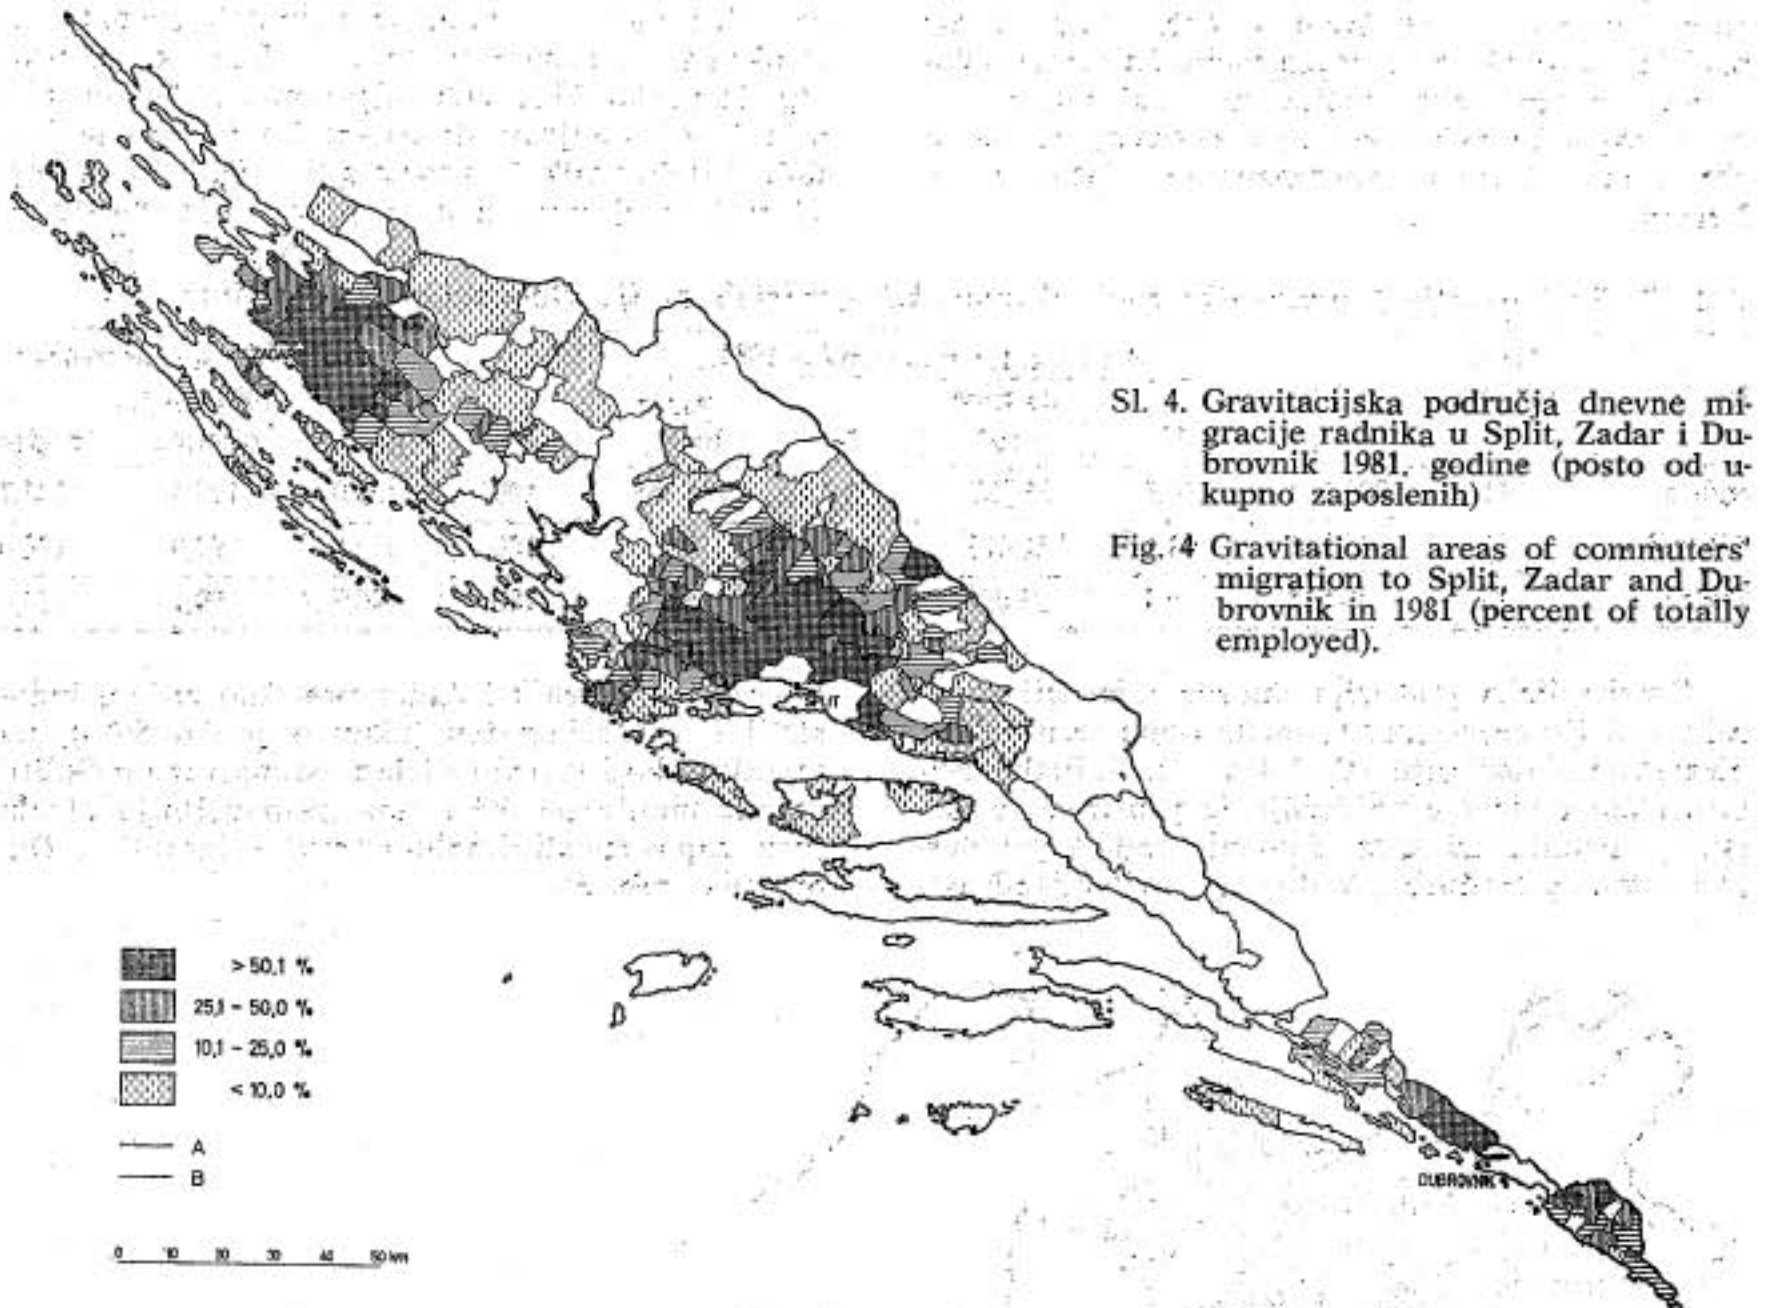 Sl. 4. Gravitacijska područja dnevne mi-
gracije radnika u Split, Zadar i Du-
brovnik 1981. godine (posto od u-
kupno zaposlenih)
Fig. 4 Gravitational areas of commuters'
migration to Split, Zadar and Du-
brovnik in 1981 (percent of totally
employed).
ZADAR
SPLIT
DUBROVNIK
> 50,1 %
25,1 - 50,0 %
10,1 - 25,0 %
< 10,0 %
A
B
0 10 20 30 40 50 km